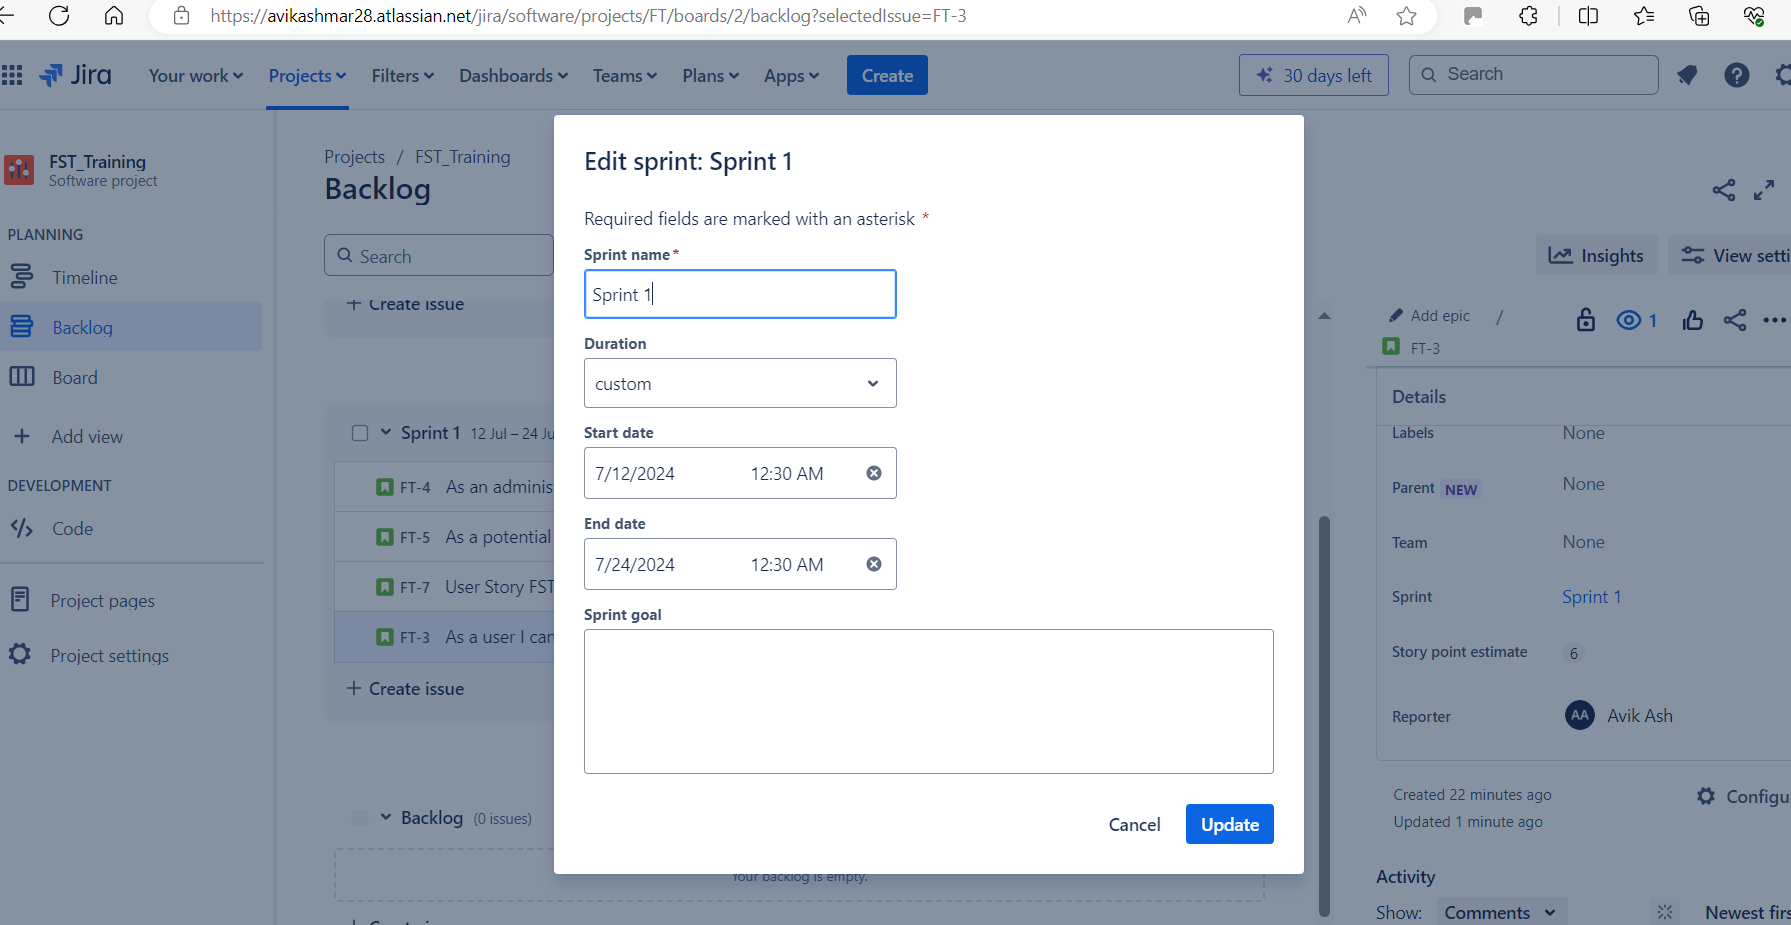 https://avikashmar28.atlassian.net/jira/software/projects/FT/boards/2/backlog?selectedIssue=FT-3
Jira Your work Projects Filters Dashboards Teams Plans Apps Create 30 days left Search
FST_Training
Software project
PLANNING
Timeline
Backlog
Board
Add view
DEVELOPMENT
Code
Project pages
Project settings
Projects / FST_Training
Backlog
Search
Create issue
Sprint 1 12 Jul – 24 Ju
FT-4 As an adminis
FT-5 As a potential
FT-7 User Story FST
FT-3 As a user I can
Create issue
Backlog (0 issues)
Your backlog is empty.
Edit sprint: Sprint 1
Required fields are marked with an asterisk *
Sprint name *
Sprint 1
Duration
custom
Start date
7/12/2024 12:30 AM
End date
7/24/2024 12:30 AM
Sprint goal
Cancel Update
Insights View setti
Add epic / 1
FT-3
Details
Labels None
Parent NEW None
Team None
Sprint Sprint 1
Story point estimate 6
Reporter AA Avik Ash
Created 22 minutes ago Configu
Updated 1 minute ago
Activity
Show: Comments Newest firs